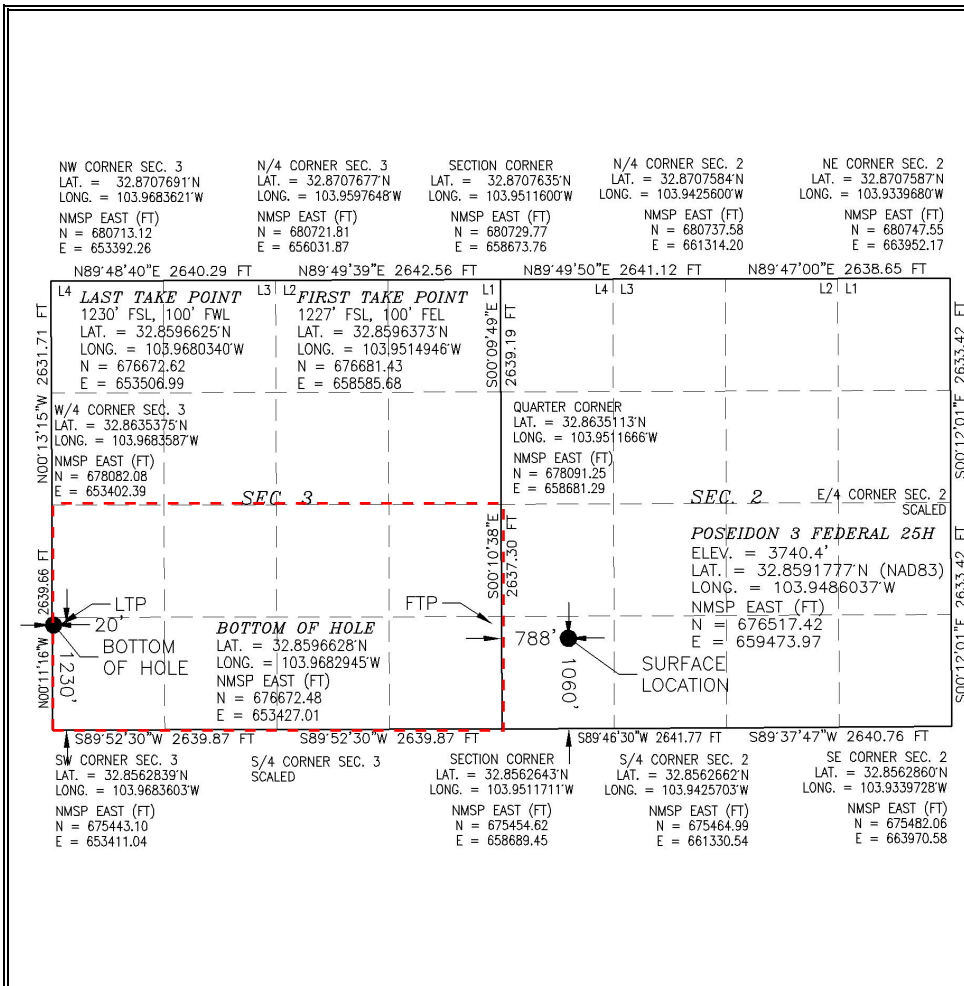 NW CORNER SEC. 3
LAT. = 32.8707691'N
LONG. = 103.9683621'W
NMSP EAST (FT)
N = 680713.12
E = 653392.26
N/4 CORNER SEC. 3
LAT. = 32.8707677'N
LONG. = 103.9597648'W
NMSP EAST (FT)
N = 680721.81
E = 656031.87
SECTION CORNER
LAT. = 32.8707635'N
LONG. = 103.9511600'W
NMSP EAST (FT)
N = 680729.77
E = 658673.76
N/4 CORNER SEC. 2
LAT. = 32.8707584'N
LONG. = 103.9425600'W
NMSP EAST (FT)
N = 680737.58
E = 661314.20
NE CORNER SEC. 2
LAT. = 32.8707587'N
LONG. = 103.9339680'W
NMSP EAST (FT)
N = 680747.55
E = 663952.17
N89°48'40"E 2640.29 FT
N89°49'39"E 2642.56 FT
N89°49'50"E 2641.12 FT
N89°47'00"E 2638.65 FT
L4
L3
L2
L1
L4
L3
L2
L1
LAST TAKE POINT
1230' FSL, 100' FWL
LAT. = 32.8596625'N
LONG. = 103.9680340'W
N = 676672.62
E = 653506.99
FIRST TAKE POINT
1227' FSL, 100' FEL
LAT. = 32.8596373'N
LONG. = 103.9514946'W
N = 676681.43
E = 658585.68
N00°13'15"W 2631.71 FT
S00°09'49"E
2639.19 FT
S00°12'01"E 2633.42 FT
W/4 CORNER SEC. 3
LAT. = 32.8635375'N
LONG. = 103.9683587'W
NMSP EAST (FT)
N = 678082.08
E = 653402.39
QUARTER CORNER
LAT. = 32.8635113'N
LONG. = 103.9511666'W
NMSP EAST (FT)
N = 678091.25
E = 658681.29
SEC. 3
SEC. 2
E/4 CORNER SEC. 2
SCALED
POSEIDON 3 FEDERAL 25H
ELEV. = 3740.4'
LAT. = 32.8591777'N (NAD83)
LONG. = 103.9486037'W
NMSP EAST (FT)
N = 676517.42
E = 659473.97
N00°11'16"W 2639.66 FT
S00°10'38"E
2637.30 FT
S00°12'01"E 2633.42 FT
LTP
20'
BOTTOM
OF HOLE
1230'
BOTTOM OF HOLE
LAT. = 32.8596628'N
LONG. = 103.9682945'W
NMSP EAST (FT)
N = 676672.48
E = 653427.01
FTP
788'
1060'
SURFACE
LOCATION
S89°52'30"W 2639.87 FT
S89°52'30"W 2639.87 FT
S89°46'30"W 2641.77 FT
S89°37'47"W 2640.76 FT
SW CORNER SEC. 3
LAT. = 32.8562839'N
LONG. = 103.9683603'W
NMSP EAST (FT)
N = 675443.10
E = 653411.04
S/4 CORNER SEC. 3
SCALED
SECTION CORNER
LAT. = 32.8562643'N
LONG. = 103.9511711'W
NMSP EAST (FT)
N = 675454.62
E = 658689.45
S/4 CORNER SEC. 2
LAT. = 32.8562662'N
LONG. = 103.9425703'W
NMSP EAST (FT)
N = 675464.99
E = 661330.54
SE CORNER SEC. 2
LAT. = 32.8562860'N
LONG. = 103.9339728'W
NMSP EAST (FT)
N = 675482.06
E = 663970.58